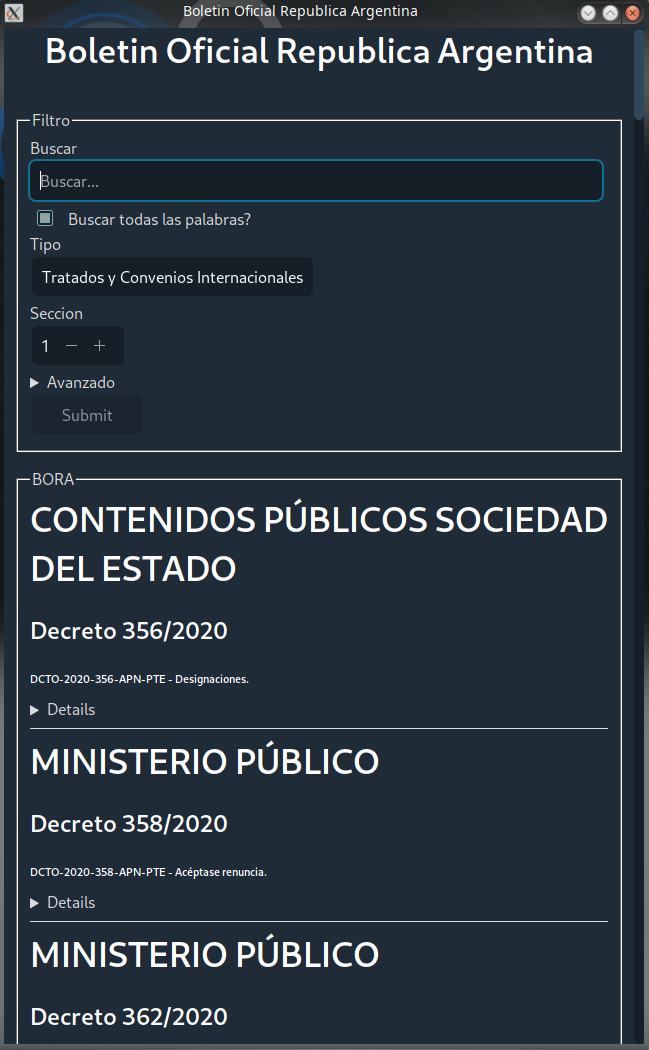 Boletin Oficial Republica Argentina
Boletin Oficial Republica Argentina
Filtro
Buscar
Buscar...
Buscar todas las palabras?
Tipo
Tratados y Convenios Internacionales
Seccion
1 − +
Avanzado
Submit
BORA
CONTENIDOS PÚBLICOS SOCIEDAD
DEL ESTADO
Decreto 356/2020
DCTO-2020-356-APN-PTE - Designaciones.
Details
MINISTERIO PÚBLICO
Decreto 358/2020
DCTO-2020-358-APN-PTE - Acéptase renuncia.
Details
MINISTERIO PÚBLICO
Decreto 362/2020